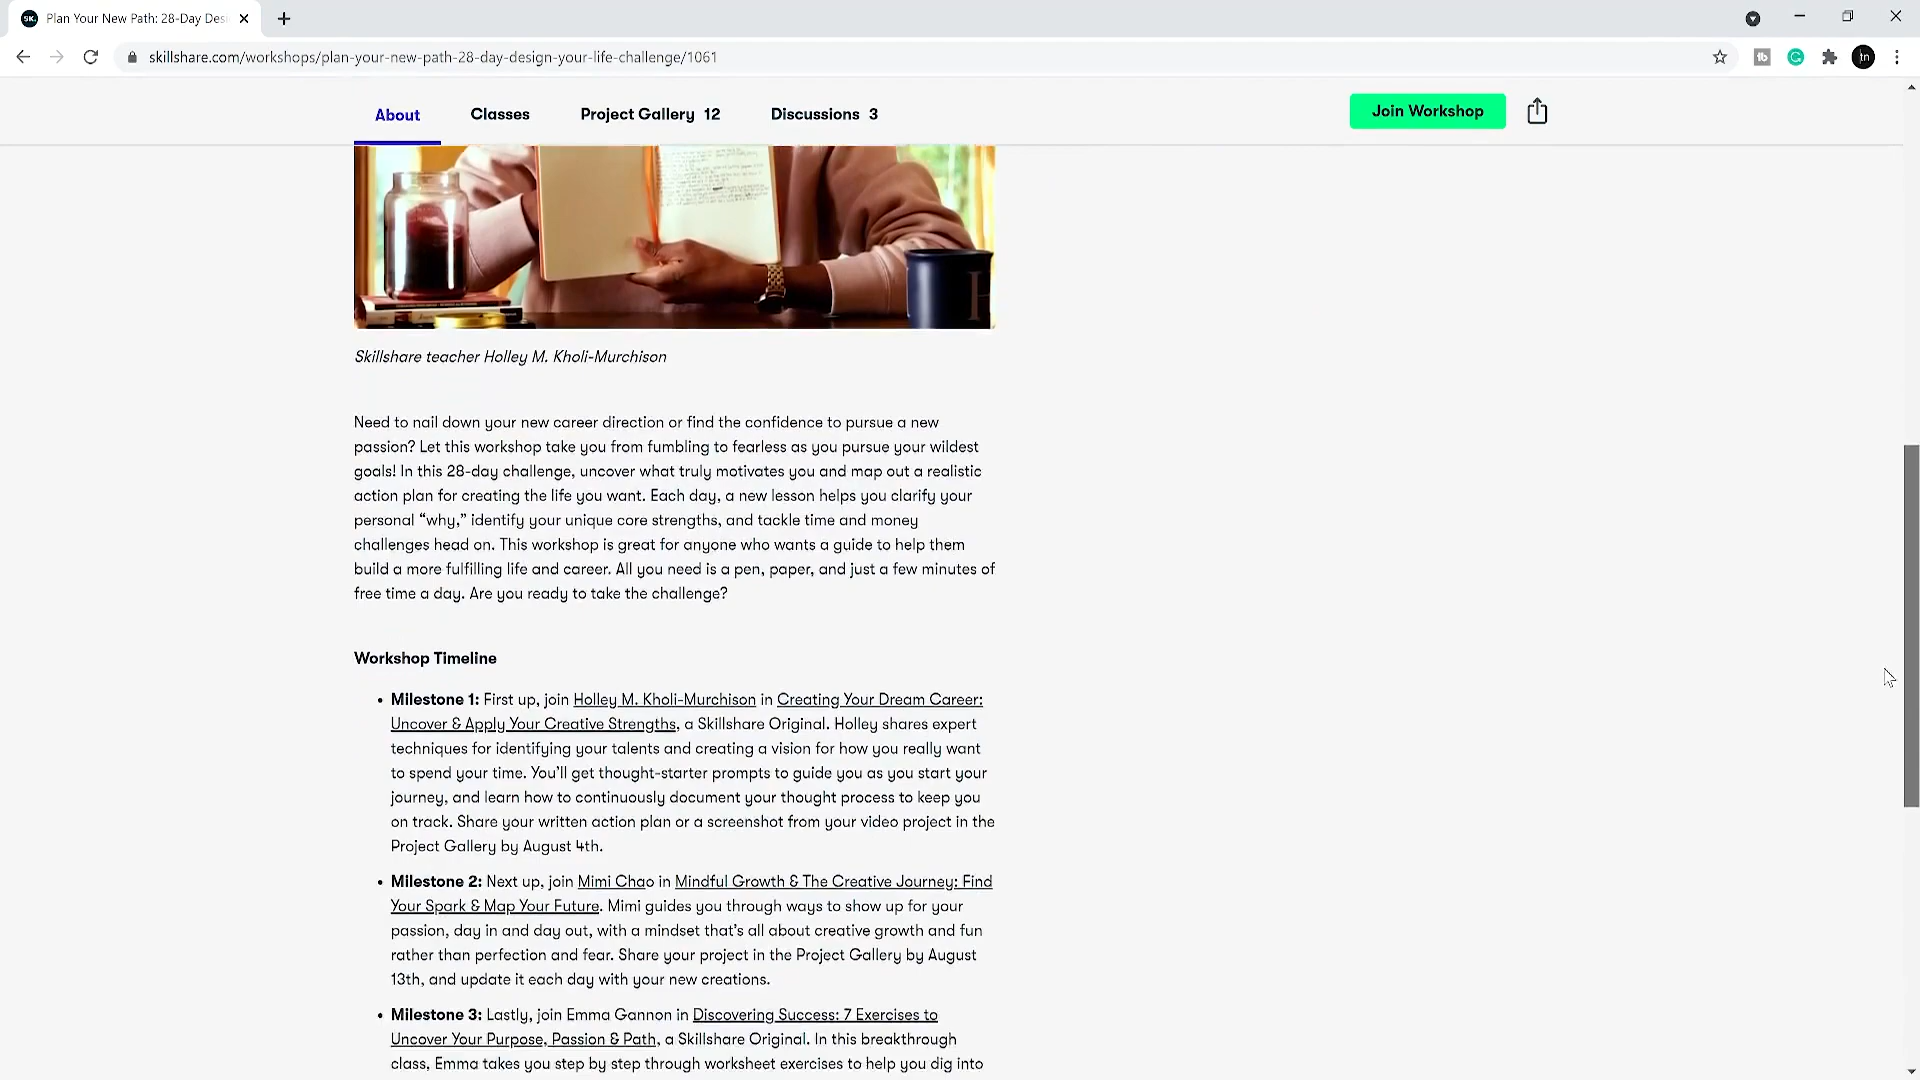 SK.
Plan Your New Path: 28-Day Des
skillshare.com/workshops/plan-your-new-path-28-day-design-your-life-challenge/1061
tb
tn
About
Classes
Project Gallery 12
Discussions 3
Join Workshop
Skillshare teacher Holley M. Kholi-Murchison
Need to nail down your new career direction or find the confidence to pursue a new
passion? Let this workshop take you from fumbling to fearless as you pursue your wildest
goals! In this 28-day challenge, uncover what truly motivates you and map out a realistic
action plan for creating the life you want. Each day, a new lesson helps you clarify your
personal “why,” identify your unique core strengths, and tackle time and money
challenges head on. This workshop is great for anyone who wants a guide to help them
build a more fulfilling life and career. All you need is a pen, paper, and just a few minutes of
free time a day. Are you ready to take the challenge?
Workshop Timeline
• Milestone 1: First up, join Holley M. Kholi-Murchison in Creating Your Dream Career:
Uncover & Apply Your Creative Strengths, a Skillshare Original. Holley shares expert
techniques for identifying your talents and creating a vision for how you really want
to spend your time. You’ll get thought-starter prompts to guide you as you start your
journey, and learn how to continuously document your thought process to keep you
on track. Share your written action plan or a screenshot from your video project in the
Project Gallery by August 4th.
• Milestone 2: Next up, join Mimi Chao in Mindful Growth & The Creative Journey: Find
Your Spark & Map Your Future. Mimi guides you through ways to show up for your
passion, day in and day out, with a mindset that’s all about creative growth and fun
rather than perfection and fear. Share your project in the Project Gallery by August
13th, and update it each day with your new creations.
• Milestone 3: Lastly, join Emma Gannon in Discovering Success: 7 Exercises to
Uncover Your Purpose, Passion & Path, a Skillshare Original. In this breakthrough
class, Emma takes you step by step through worksheet exercises to help you dig into